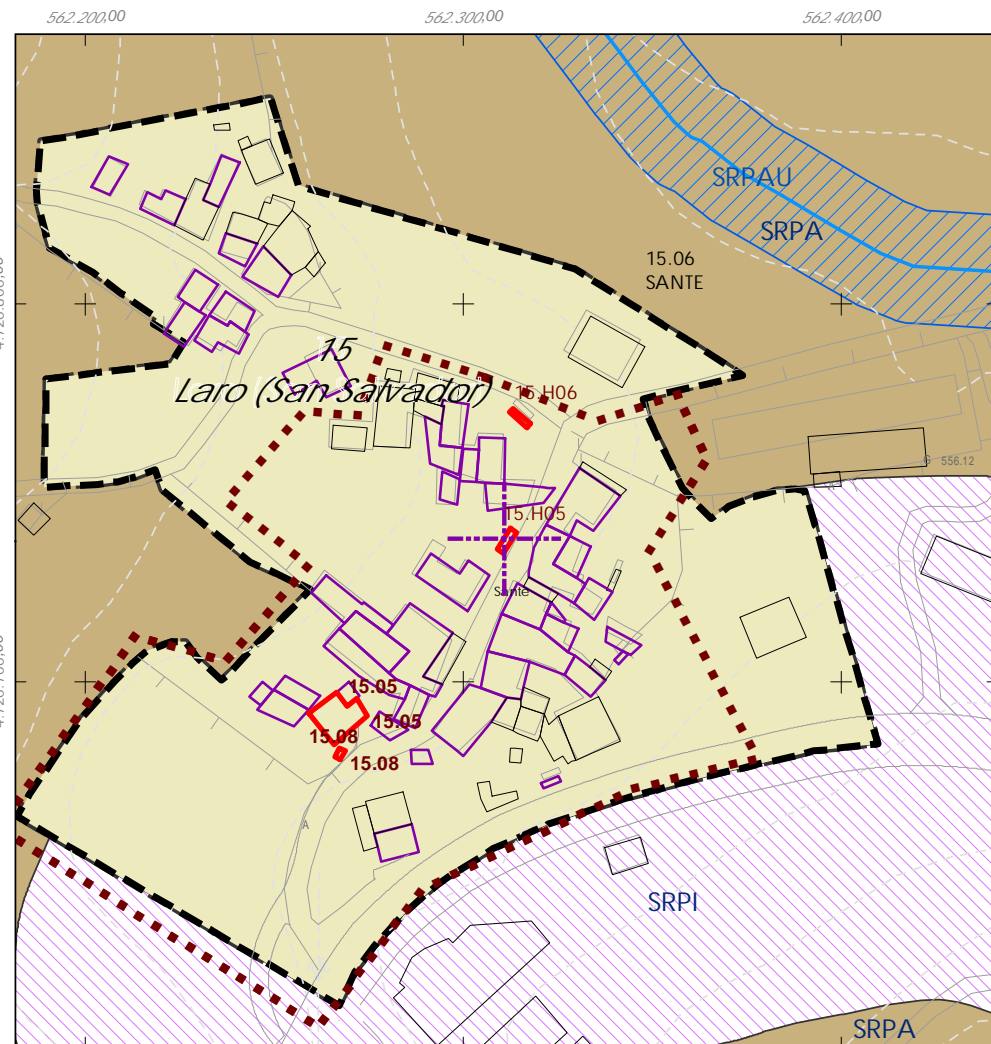 562.200,00
562.300,00
562.400,00
SRPAU
SRPA
15.06
SANTE
15
Laro (San Salvador)
15.H06
556.12
15.H05
Sante
15.05
15.05
15.08
15.08
A
SRPI
SRPA